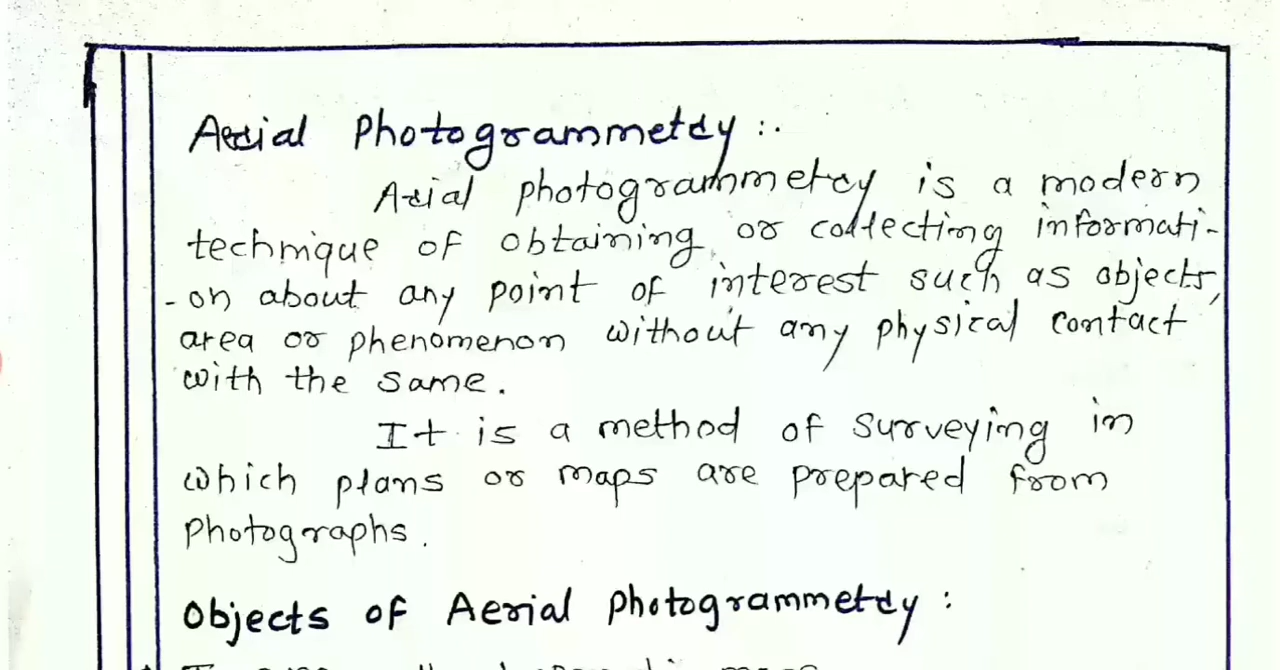 Aerial Photogrammetry :.
Arial photogrammetry is a modern
technique of obtaining or collecting informati-
-on about any point of interest such as objects,
area or phenomenon without any physical contact
with the same.
It is a method of surveying in
which plans or maps are prepared from
Photographs.
Objects of Aerial photogrammetry :